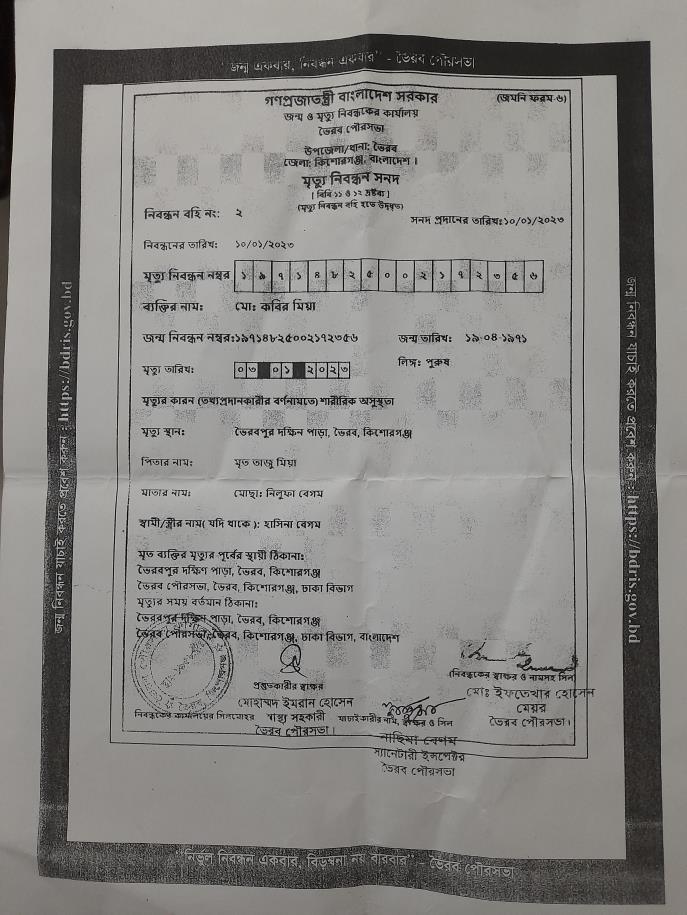 "জন্ম একবার, নিবন্ধন একবার" - ভৈরব পৌরসভা
গণপ্রজাতন্ত্রী বাংলাদেশ সরকার
(জমনি ফরম-৬)
জন্ম ও মৃত্যু নিবন্ধকের কার্যালয়
ভৈরব পৌরসভা
উপজেলা/থানা: ভৈরব
জেলা: কিশোরগঞ্জ, বাংলাদেশ ।
মৃত্যু নিবন্ধন সনদ
[ বিধি ১১ ও ১২ দ্রষ্টব্য ]
(মৃত্যু নিবন্ধন বহি হতে উদ্ধৃত)
নিবন্ধন বহি নং: ২
সনদ প্রদানের তারিখ:১০/০১/২০২৩
নিবন্ধনের তারিখ: ১০/০১/২০২৩
মৃত্যু নিবন্ধন নম্বর ১ ৯ ৭ ১ ৪ ৮ ২ ৫ ০ ০ ২ ১ ৭ ২ ৩ ৫ ৬
ব্যক্তির নাম: মো: কবির মিয়া
জন্ম নিবন্ধন নম্বর:১৯৭১৪৮২৫০০২১৭২৩৫৬ জন্ম তারিখ: ১৯-০৪-১৯৭১
মৃত্যু তারিখ: ০৩ ০১ ২০২৩ লিঙ্গ: পুরুষ
মৃত্যুর কারন (তথ্যপ্রদানকারীর বর্ণনামতে) শারীরিক অসুস্থতা
মৃত্যু স্থান: ভৈরবপুর দক্ষিন পাড়া, ভৈরব, কিশোরগঞ্জ
পিতার নাম: মৃত তাজু মিয়া
মাতার নাম: মোছা: নিলুফা বেগম
স্বামী/স্ত্রীর নাম( যদি থাকে ): হাসিনা বেগম
মৃত ব্যক্তির মৃত্যুর পূর্বের স্থায়ী ঠিকানা:
ভৈরবপুর দক্ষিণ পাড়া, ভৈরব, কিশোরগঞ্জ
ভৈরব পৌরসভা, ভৈরব, কিশোরগঞ্জ, ঢাকা বিভাগ
মৃত্যুর সময় বর্তমান ঠিকানা:
ভৈরবপুর দক্ষিণ পাড়া, ভৈরব, কিশোরগঞ্জ
ভৈরব পৌরসভা, ভৈরব, কিশোরগঞ্জ, ঢাকা বিভাগ, বাংলাদেশ
প্রস্তুতকারীর স্বাক্ষর
মোহাম্মদ ইমরান হোসেন
স্বাস্থ্য সহকারী
ভৈরব পৌরসভা।
নিবন্ধকের কার্যালয়ের সিলমোহর
যাচাইকারীর নাম, স্বাক্ষর ও সিল
নাছিমা বেগম
স্যানেটারী ইন্সপেক্টর
ভৈরব পৌরসভা
(নিবন্ধকের স্বাক্ষর ও নামসহ সিল)
মোঃ ইফতেখার হোসেন
মেয়র
ভৈরব পৌরসভা।
জন্ম নিবন্ধন যাচাই করতে প্রবেশ করুন : https://bdris.gov.bd
জন্ম নিবন্ধন যাচাই করতে প্রবেশ করুন : https://bdris.gov.bd
"নির্ভুল নিবন্ধন একবার, বিড়ম্বনা নয় বারবার" - ভৈরব পৌরসভা